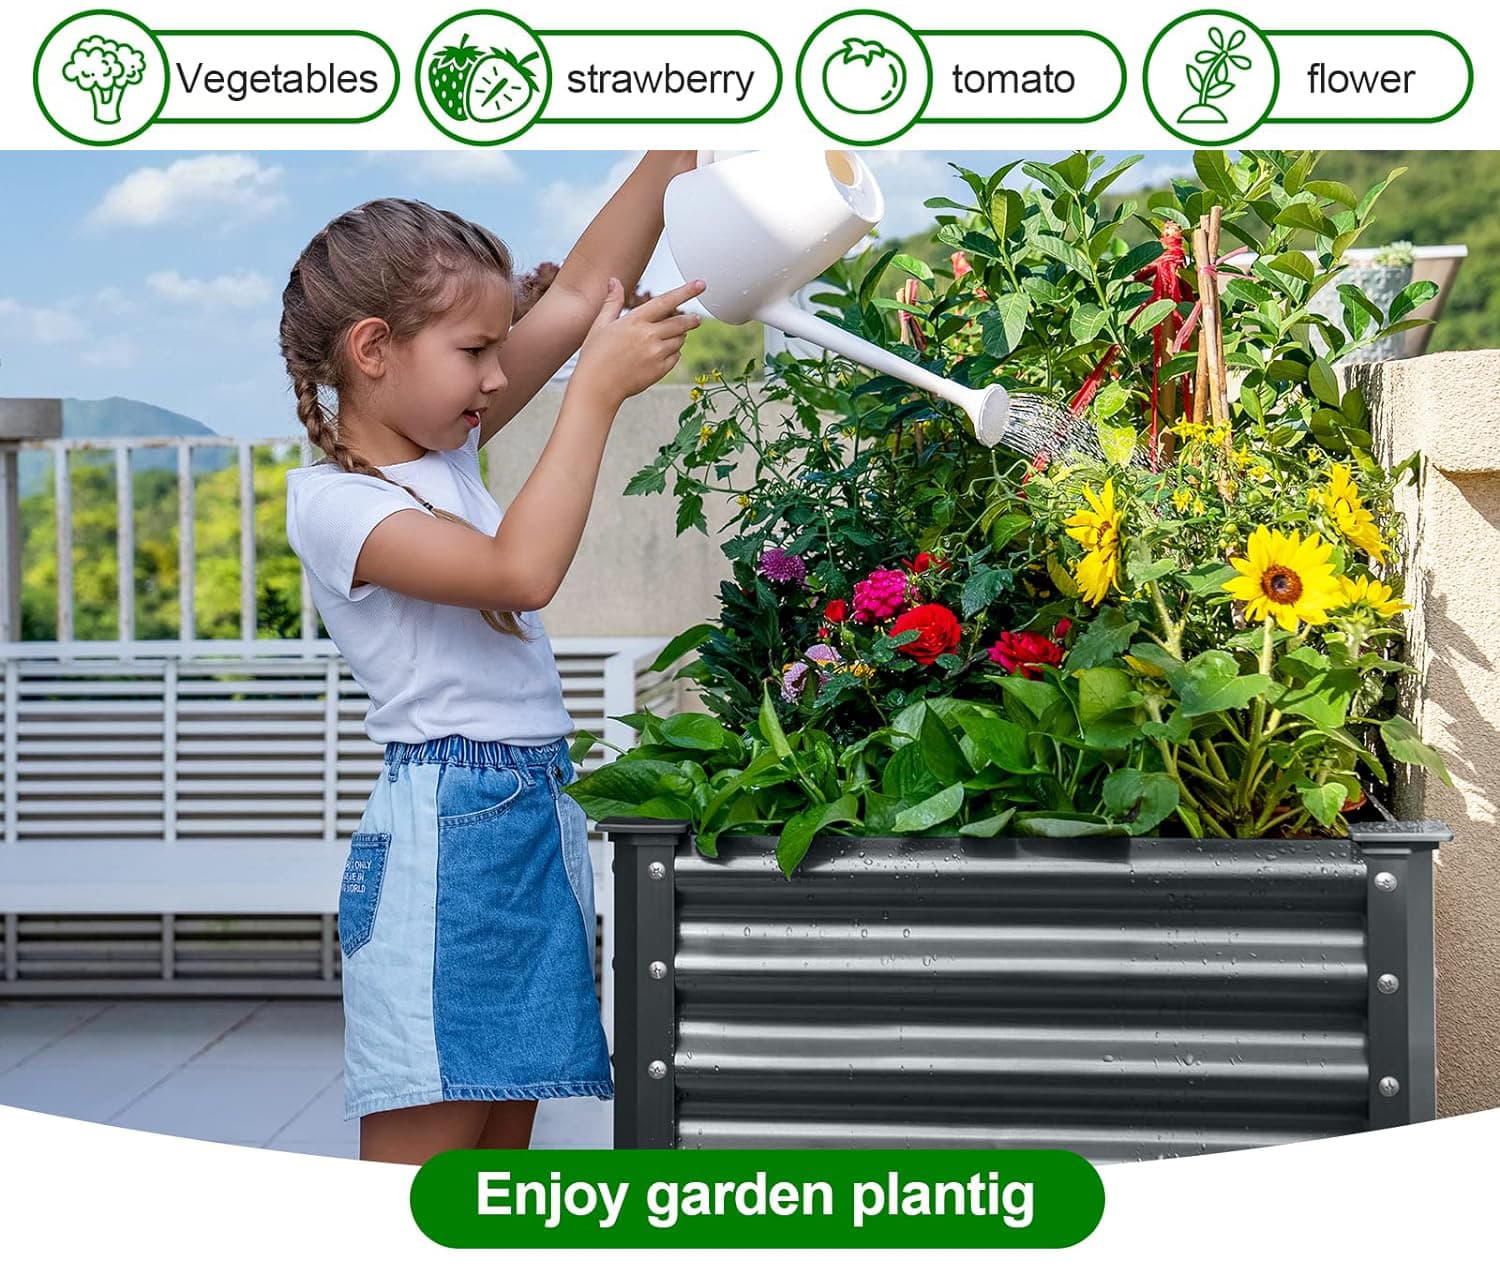 Vegetables
strawberry
tomato
flower
Enjoy garden plantig